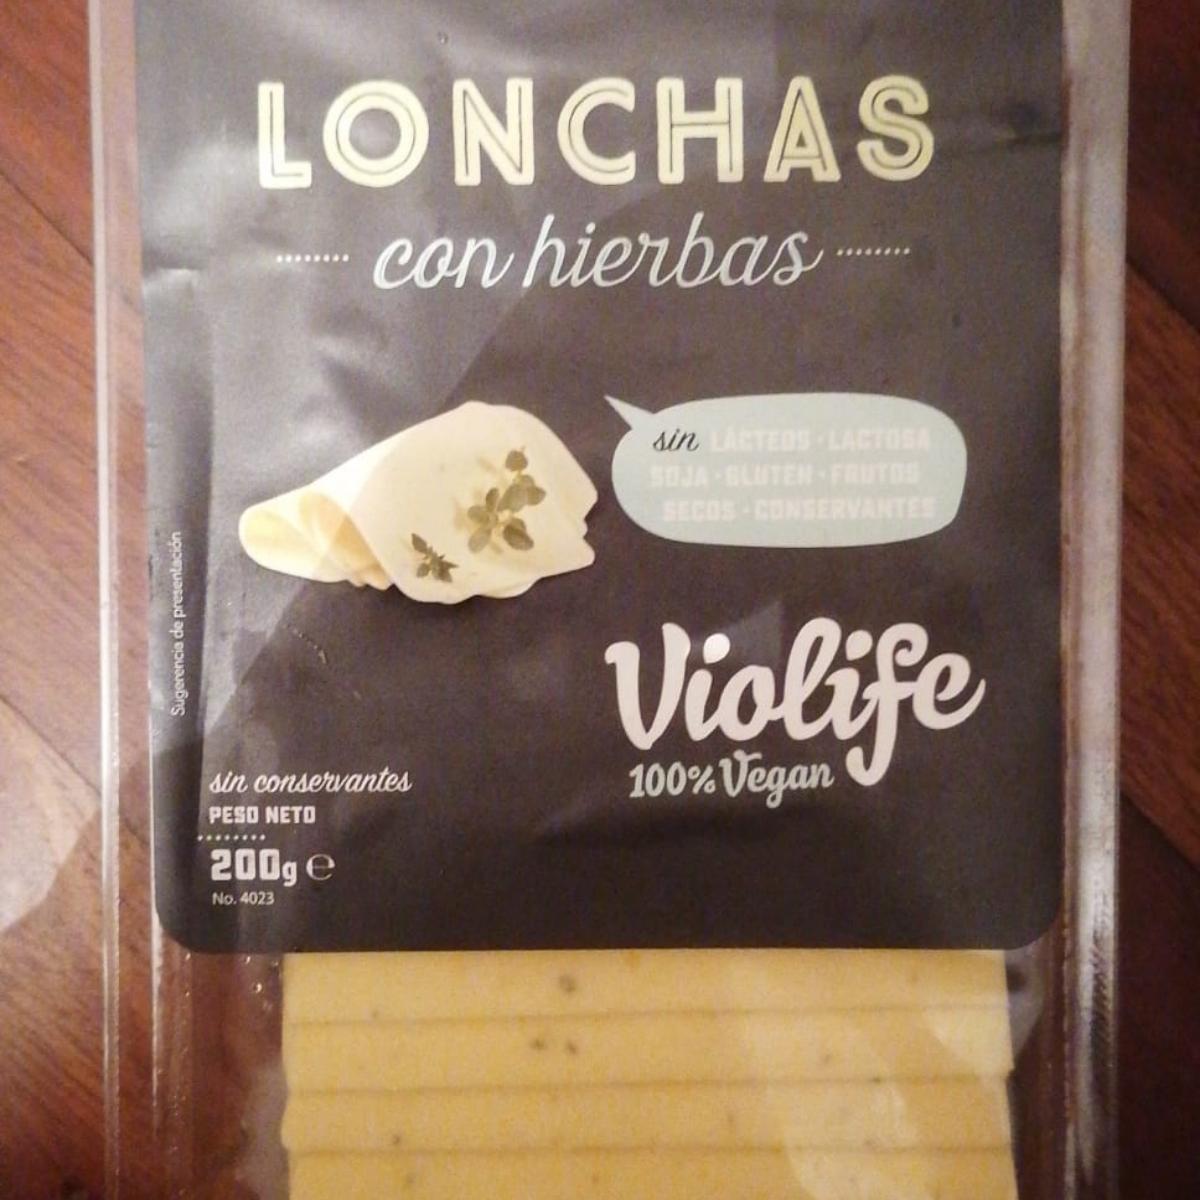 LONCHAS
con hierbas
sin LÁCTEOS · LACTOSA
SOJA · GLUTEN · FRUTOS
SECOS · CONSERVANTES
Sugerencia de presentación
Violife
100% Vegan
sin conservantes
PESO NETO
200g ℮
No. 4023